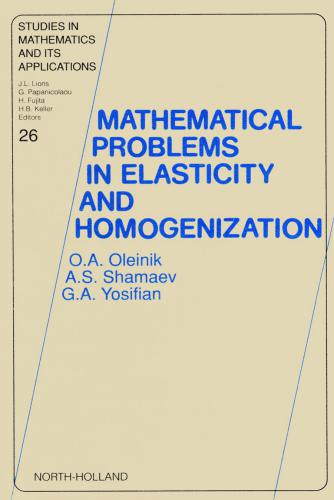 STUDIES IN
MATHEMATICS
AND ITS
APPLICATIONS
J.L. Lions
G. Papanicolaou
H. Fujita
H.B. Keller
Editors
26
MATHEMATICAL
PROBLEMS
IN ELASTICITY
AND
HOMOGENIZATION
O.A. Oleinik
A.S. Shamaev
G.A. Yosifian
NORTH-HOLLAND